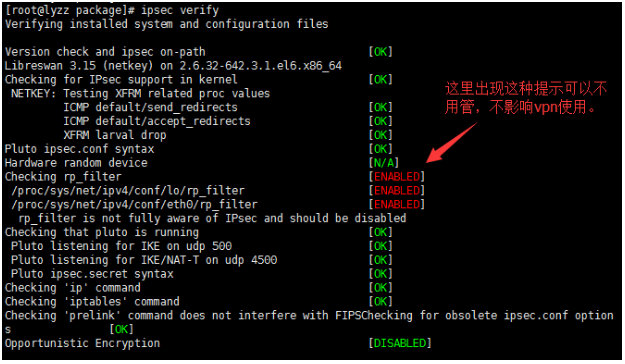 [root@lyzz package]# ipsec verify
Verifying installed system and configuration files
Version check and ipsec on-path [OK]
Libreswan 3.15 (netkey) on 2.6.32-642.3.1.el6.x86_64
Checking for IPsec support in kernel [OK]
NETKEY: Testing XFRM related proc values
ICMP default/send_redirects [OK]
ICMP default/accept_redirects [OK]
XFRM larval drop [OK]
Pluto ipsec.conf syntax [OK]
Hardware random device [N/A]
Checking rp_filter [ENABLED]
/proc/sys/net/ipv4/conf/lo/rp_filter [ENABLED]
/proc/sys/net/ipv4/conf/eth0/rp_filter [ENABLED]
rp_filter is not fully aware of IPsec and should be disabled
Checking that pluto is running [OK]
Pluto listening for IKE on udp 500 [OK]
Pluto listening for IKE/NAT-T on udp 4500 [OK]
Pluto ipsec.secret syntax [OK]
Checking 'ip' command [OK]
Checking 'iptables' command [OK]
Checking 'prelink' command does not interfere with FIPSChecking for obsolete ipsec.conf option
s [OK]
Opportunistic Encryption [DISABLED]
这里出现这种提示可以不
用管，不影响vpn使用。